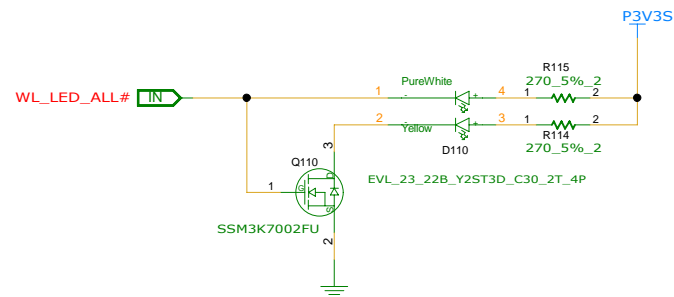 P3V3S
R115
PureWhite
270_5%_2
1
4
1
2
WL_LED_ALL#
IN
-
+
2
Yellow
-
+
3
1
2
R114
D110
270_5%_2
3
Q110
D
EVL_23_22B_Y2ST3D_C30_2T_4P
1
G
S
SSM3K7002FU
2